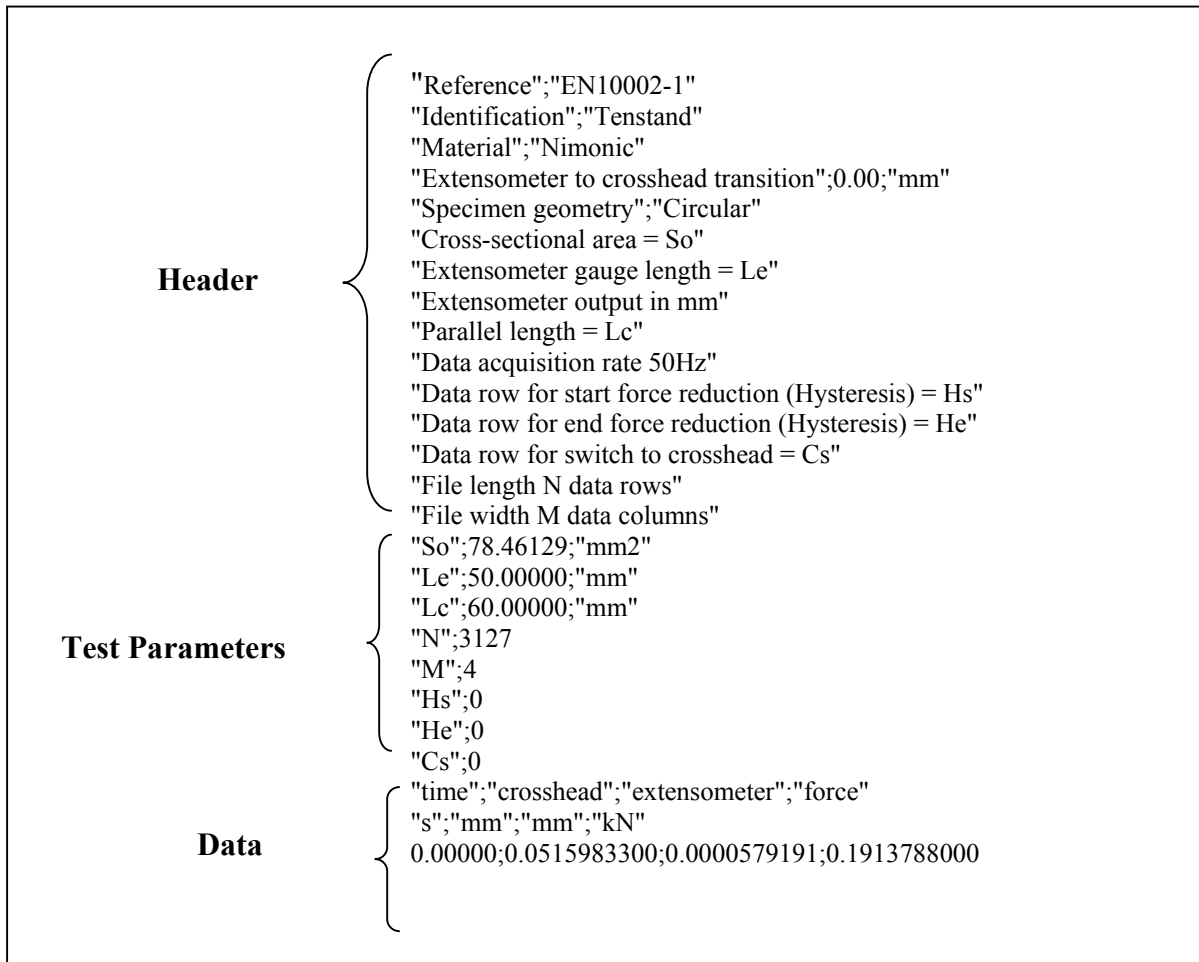 Header
"Reference";"EN10002-1"
"Identification";"Tenstand"
"Material";"Nimonic"
"Extensometer to crosshead transition";0.00;"mm"
"Specimen geometry";"Circular"
"Cross-sectional area = So"
"Extensometer gauge length = Le"
"Extensometer output in mm"
"Parallel length = Lc"
"Data acquisition rate 50Hz"
"Data row for start force reduction (Hysteresis) = Hs"
"Data row for end force reduction (Hysteresis) = He"
"Data row for switch to crosshead = Cs"
"File length N data rows"
"File width M data columns"
Test Parameters
"So";78.46129;"mm2"
"Le";50.00000;"mm"
"Lc";60.00000;"mm"
"N";3127
"M";4
"Hs";0
"He";0
"Cs";0
Data
"time";"crosshead";"extensometer";"force"
"s";"mm";"mm";"kN"
0.00000;0.0515983300;0.0000579191;0.1913788000